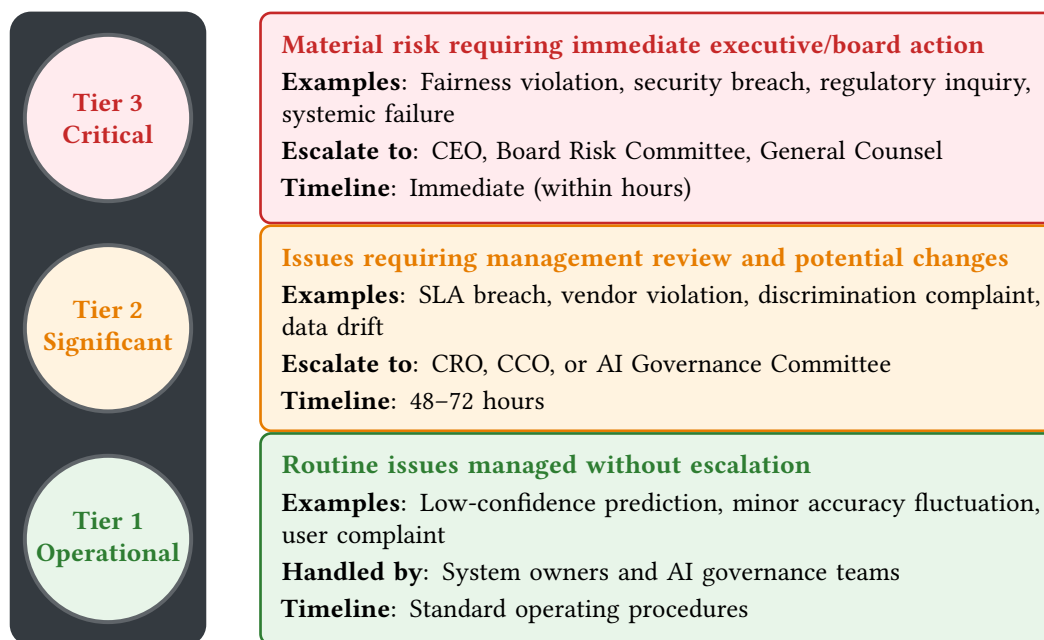 Tier 3
Critical
Material risk requiring immediate executive/board action
Examples: Fairness violation, security breach, regulatory inquiry,
systemic failure
Escalate to: CEO, Board Risk Committee, General Counsel
Timeline: Immediate (within hours)
Tier 2
Significant
Issues requiring management review and potential changes
Examples: SLA breach, vendor violation, discrimination complaint,
data drift
Escalate to: CRO, CCO, or AI Governance Committee
Timeline: 48–72 hours
Tier 1
Operational
Routine issues managed without escalation
Examples: Low-confidence prediction, minor accuracy fluctuation,
user complaint
Handled by: System owners and AI governance teams
Timeline: Standard operating procedures